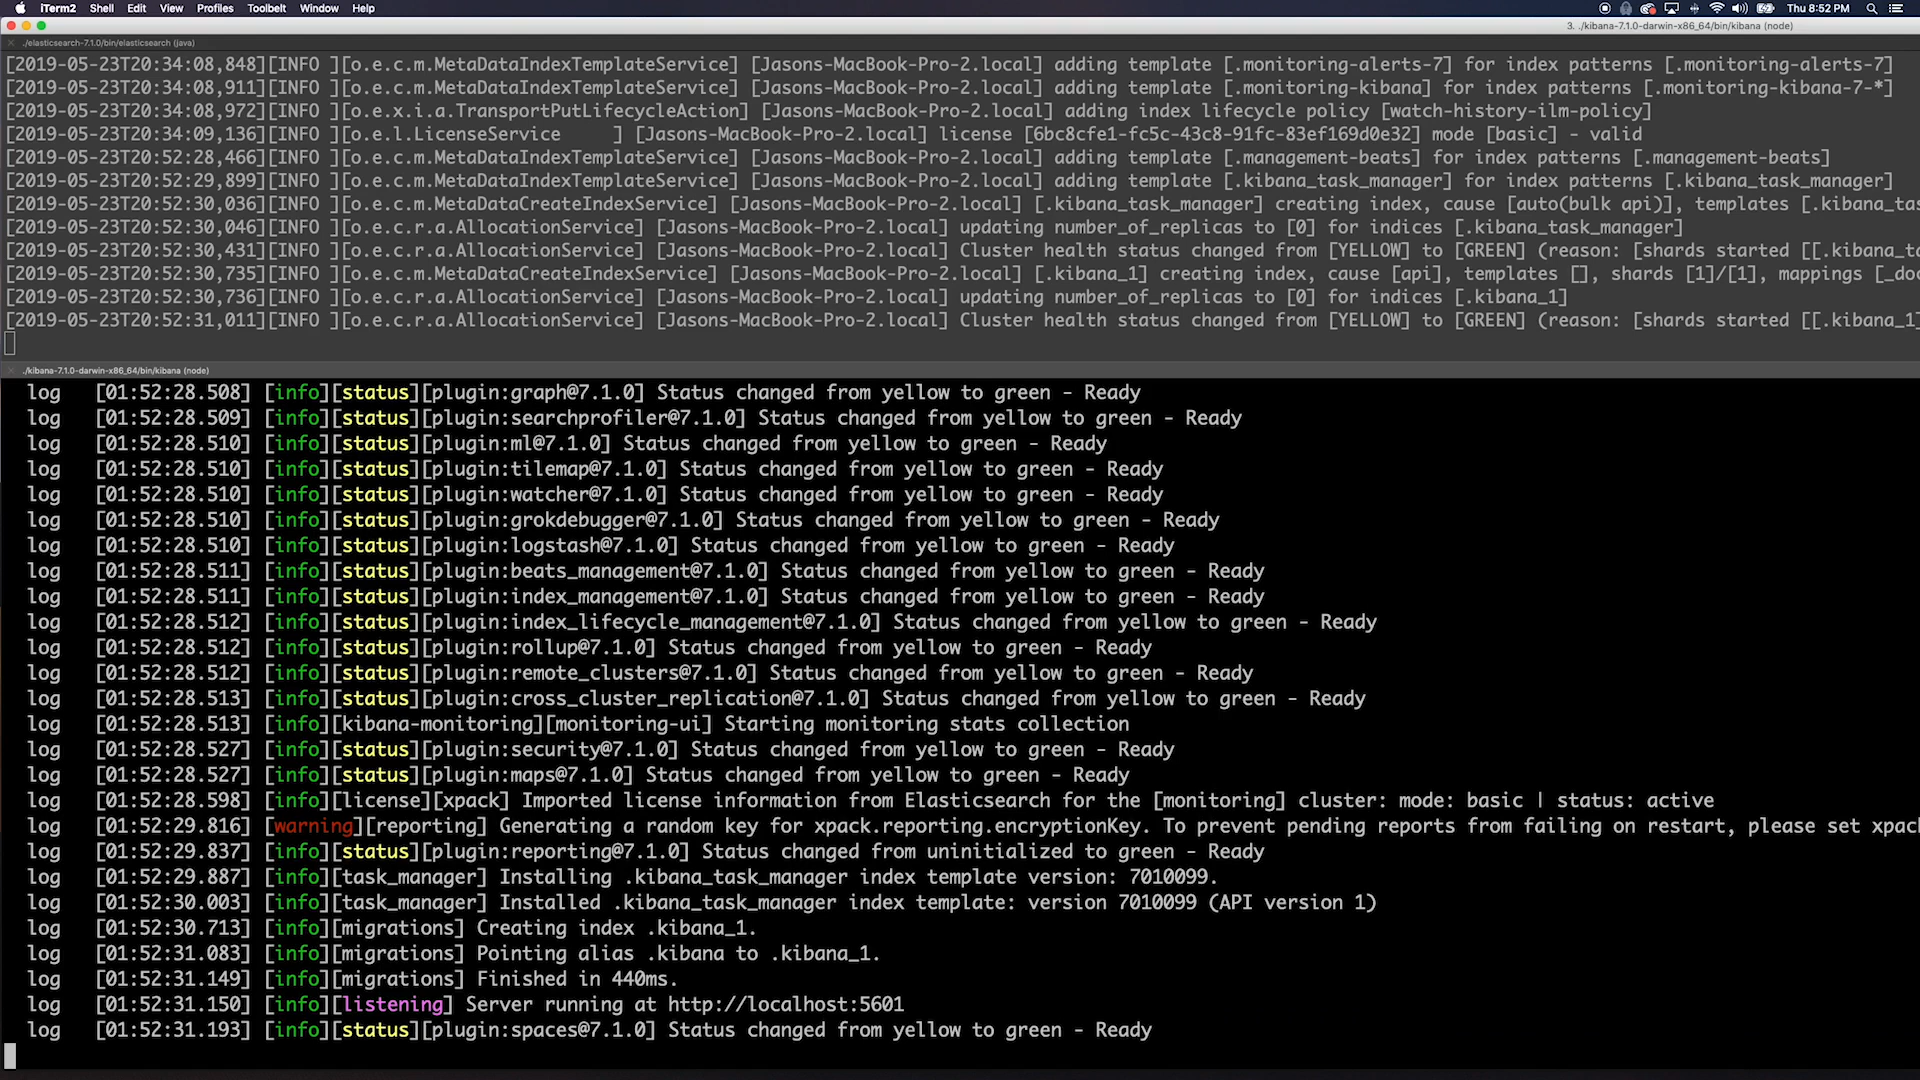 iTerm2 Shell Edit View Profiles Toolbelt Window Help Thu 8:52 PM
3. ./kibana-7.1.0-darwin-x86_64/bin/kibana (node)
./elasticsearch-7.1.0/bin/elasticsearch (java)
[2019-05-23T20:34:08,848][INFO ][o.e.c.m.MetaDataIndexTemplateService] [Jasons-MacBook-Pro-2.local] adding template [.monitoring-alerts-7] for index patterns [.monitoring-alerts-7]
[2019-05-23T20:34:08,911][INFO ][o.e.c.m.MetaDataIndexTemplateService] [Jasons-MacBook-Pro-2.local] adding template [.monitoring-kibana] for index patterns [.monitoring-kibana-7-*]
[2019-05-23T20:34:08,972][INFO ][o.e.x.i.a.TransportPutLifecycleAction] [Jasons-MacBook-Pro-2.local] adding index lifecycle policy [watch-history-ilm-policy]
[2019-05-23T20:34:09,136][INFO ][o.e.l.LicenseService     ] [Jasons-MacBook-Pro-2.local] license [6bc8cfe1-fc5c-43c8-91fc-83ef169d0e32] mode [basic] - valid
[2019-05-23T20:52:28,466][INFO ][o.e.c.m.MetaDataIndexTemplateService] [Jasons-MacBook-Pro-2.local] adding template [.management-beats] for index patterns [.management-beats]
[2019-05-23T20:52:29,899][INFO ][o.e.c.m.MetaDataIndexTemplateService] [Jasons-MacBook-Pro-2.local] adding template [.kibana_task_manager] for index patterns [.kibana_task_manager]
[2019-05-23T20:52:30,036][INFO ][o.e.c.m.MetaDataCreateIndexService] [Jasons-MacBook-Pro-2.local] [.kibana_task_manager] creating index, cause [auto(bulk api)], templates [.kibana_tas
[2019-05-23T20:52:30,046][INFO ][o.e.c.r.a.AllocationService] [Jasons-MacBook-Pro-2.local] updating number_of_replicas to [0] for indices [.kibana_task_manager]
[2019-05-23T20:52:30,431][INFO ][o.e.c.r.a.AllocationService] [Jasons-MacBook-Pro-2.local] Cluster health status changed from [YELLOW] to [GREEN] (reason: [shards started [[.kibana_ta
[2019-05-23T20:52:30,735][INFO ][o.e.c.m.MetaDataCreateIndexService] [Jasons-MacBook-Pro-2.local] [.kibana_1] creating index, cause [api], templates [], shards [1]/[1], mappings [_doc
[2019-05-23T20:52:30,736][INFO ][o.e.c.r.a.AllocationService] [Jasons-MacBook-Pro-2.local] updating number_of_replicas to [0] for indices [.kibana_1]
[2019-05-23T20:52:31,011][INFO ][o.e.c.r.a.AllocationService] [Jasons-MacBook-Pro-2.local] Cluster health status changed from [YELLOW] to [GREEN] (reason: [shards started [[.kibana_1]
./kibana-7.1.0-darwin-x86_64/bin/kibana (node)
log   [01:52:28.508] [info][status][plugin:graph@7.1.0] Status changed from yellow to green - Ready
log   [01:52:28.509] [info][status][plugin:searchprofiler@7.1.0] Status changed from yellow to green - Ready
log   [01:52:28.510] [info][status][plugin:ml@7.1.0] Status changed from yellow to green - Ready
log   [01:52:28.510] [info][status][plugin:tilemap@7.1.0] Status changed from yellow to green - Ready
log   [01:52:28.510] [info][status][plugin:watcher@7.1.0] Status changed from yellow to green - Ready
log   [01:52:28.510] [info][status][plugin:grokdebugger@7.1.0] Status changed from yellow to green - Ready
log   [01:52:28.510] [info][status][plugin:logstash@7.1.0] Status changed from yellow to green - Ready
log   [01:52:28.511] [info][status][plugin:beats_management@7.1.0] Status changed from yellow to green - Ready
log   [01:52:28.511] [info][status][plugin:index_management@7.1.0] Status changed from yellow to green - Ready
log   [01:52:28.512] [info][status][plugin:index_lifecycle_management@7.1.0] Status changed from yellow to green - Ready
log   [01:52:28.512] [info][status][plugin:rollup@7.1.0] Status changed from yellow to green - Ready
log   [01:52:28.512] [info][status][plugin:remote_clusters@7.1.0] Status changed from yellow to green - Ready
log   [01:52:28.513] [info][status][plugin:cross_cluster_replication@7.1.0] Status changed from yellow to green - Ready
log   [01:52:28.513] [info][kibana-monitoring][monitoring-ui] Starting monitoring stats collection
log   [01:52:28.527] [info][status][plugin:security@7.1.0] Status changed from yellow to green - Ready
log   [01:52:28.527] [info][status][plugin:maps@7.1.0] Status changed from yellow to green - Ready
log   [01:52:28.598] [info][license][xpack] Imported license information from Elasticsearch for the [monitoring] cluster: mode: basic | status: active
log   [01:52:29.816] [warning][reporting] Generating a random key for xpack.reporting.encryptionKey. To prevent pending reports from failing on restart, please set xpack
log   [01:52:29.837] [info][status][plugin:reporting@7.1.0] Status changed from uninitialized to green - Ready
log   [01:52:29.887] [info][task_manager] Installing .kibana_task_manager index template version: 7010099.
log   [01:52:30.003] [info][task_manager] Installed .kibana_task_manager index template: version 7010099 (API version 1)
log   [01:52:30.713] [info][migrations] Creating index .kibana_1.
log   [01:52:31.083] [info][migrations] Pointing alias .kibana to .kibana_1.
log   [01:52:31.149] [info][migrations] Finished in 440ms.
log   [01:52:31.150] [info][listening] Server running at http://localhost:5601
log   [01:52:31.193] [info][status][plugin:spaces@7.1.0] Status changed from yellow to green - Ready